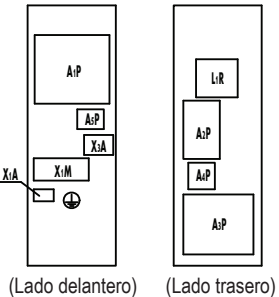 A1P
A5P
X3A
X1M
X1A
(Lado delantero)
L1R
A2P
A4P
A3P
(Lado trasero)